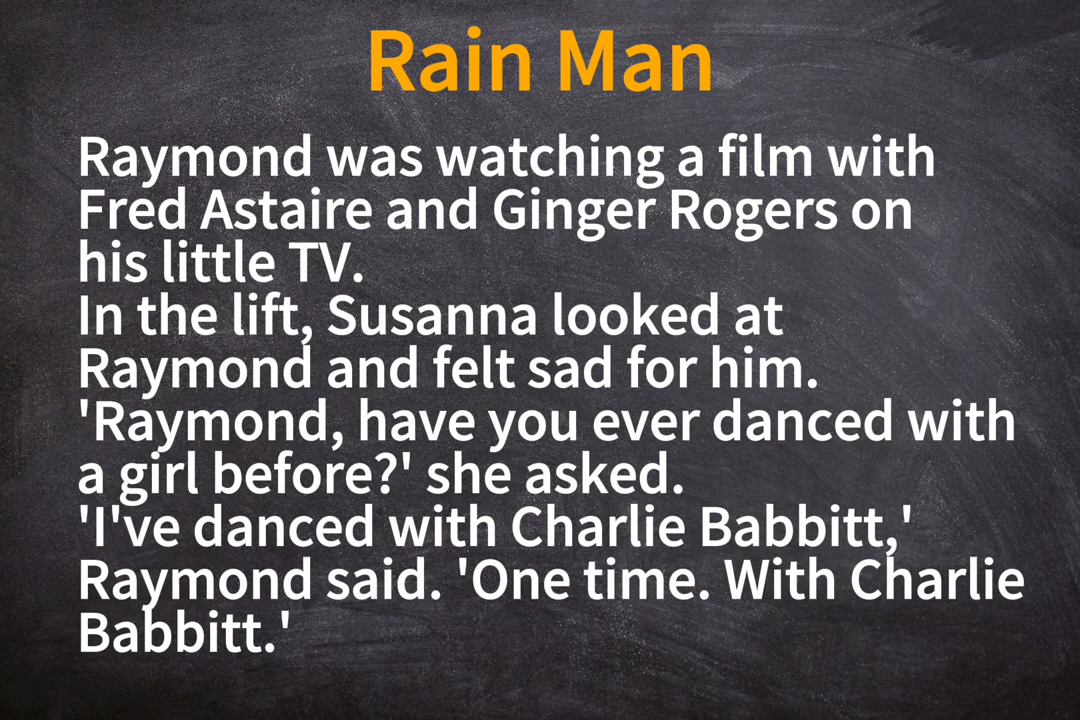 Rain Man
Raymond was watching a film with
Fred Astaire and Ginger Rogers on
his little TV.
In the lift, Susanna looked at
Raymond and felt sad for him.
'Raymond, have you ever danced with
a girl before?' she asked.
'I've danced with Charlie Babbitt,'
Raymond said. 'One time. With Charlie
Babbitt.'